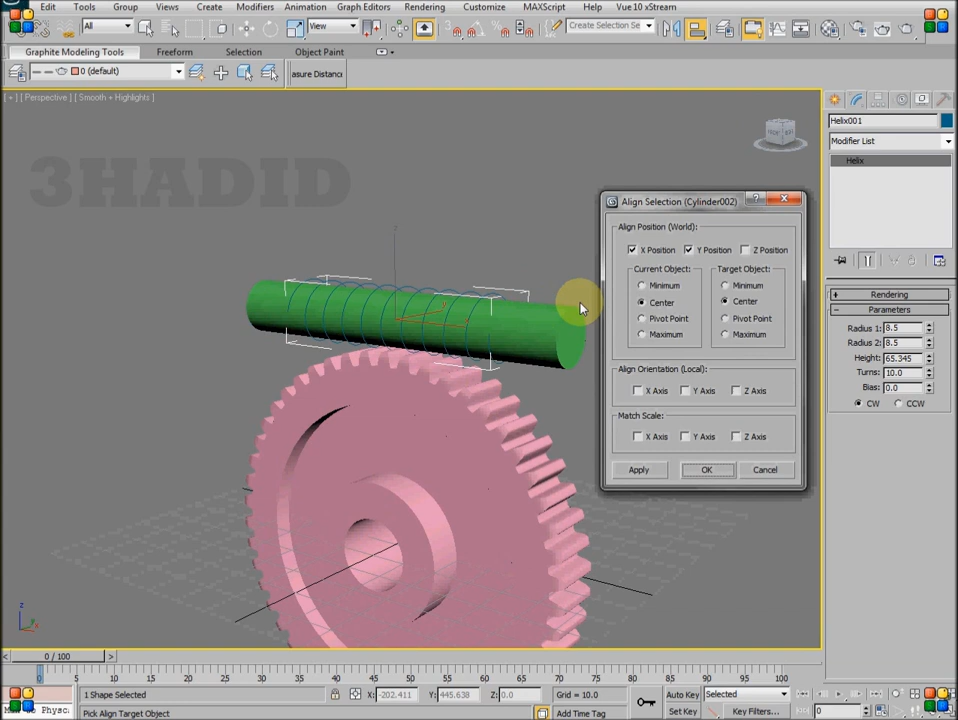 Edit Tools Group Views Create Modifiers Animation Graph Editors Rendering Customize MAXScript Help Vue 10 xStream
All View Create Selection Se
Graphite Modeling Tools Freeform Selection Object Paint
0 (default) asure Distanc
[ + ] [ Perspective ] [ Smooth + Highlights ]
3HADID
Helix001
Modifier List
Helix
Align Selection (Cylinder002)
Align Position (World):
X Position Y Position Z Position
Current Object: Target Object:
Minimum Minimum
Center Center
Pivot Point Pivot Point
Maximum Maximum
Align Orientation (Local):
X Axis Y Axis Z Axis
Match Scale:
X Axis Y Axis Z Axis
Apply OK Cancel
+ Rendering
- Parameters
Radius 1: 8.5
Radius 2: 8.5
Height: 65.345
Turns: 10.0
Bias: 0.0
CW CCW
z
y
x
< 0 / 100 >
0 5 10 15 20 25 30 35 40 45 50 55 60 65 70 75 80 85 90 95 100
1 Shape Selected X: -202.411 Y: 445.638 Z: 0.0 Grid = 10.0 Auto Key Selected
to Physc. Pick Align Target Object Add Time Tag Set Key Key Filters... 0